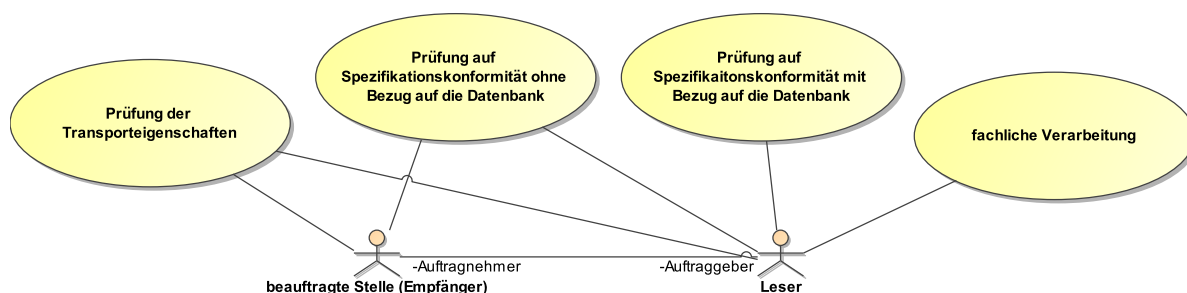 Prüfung der
Transporteigenschaften
Prüfung auf
Spezifikationskonformität ohne
Bezug auf die Datenbank
Prüfung auf
Spezifikaitonskonformität mit
Bezug auf die Datenbank
fachliche Verarbeitung
-Auftragnehmer
-Auftraggeber
beauftragte Stelle (Empfänger)
Leser